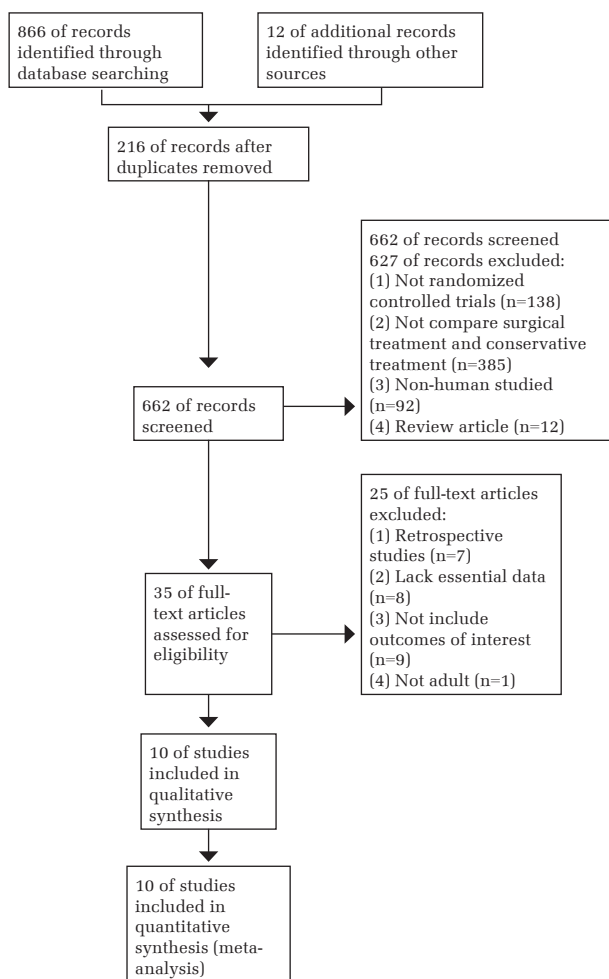 866 of records
identified through
database searching
12 of additional records
identified through other
sources
216 of records after
duplicates removed
662 of records screened
627 of records excluded:
(1) Not randomized
controlled trials (n=138)
(2) Not compare surgical
treatment and conservative
treatment (n=385)
(3) Non-human studied
(n=92)
(4) Review article (n=12)
662 of records
screened
25 of full-text articles
excluded:
(1) Retrospective
studies (n=7)
(2) Lack essential data
(n=8)
(3) Not include
outcomes of interest
(n=9)
(4) Not adult (n=1)
35 of full-
text articles
assessed for
eligibility
10 of studies
included in
qualitative
synthesis
10 of studies
included in
quantitative
synthesis (meta-
analysis)